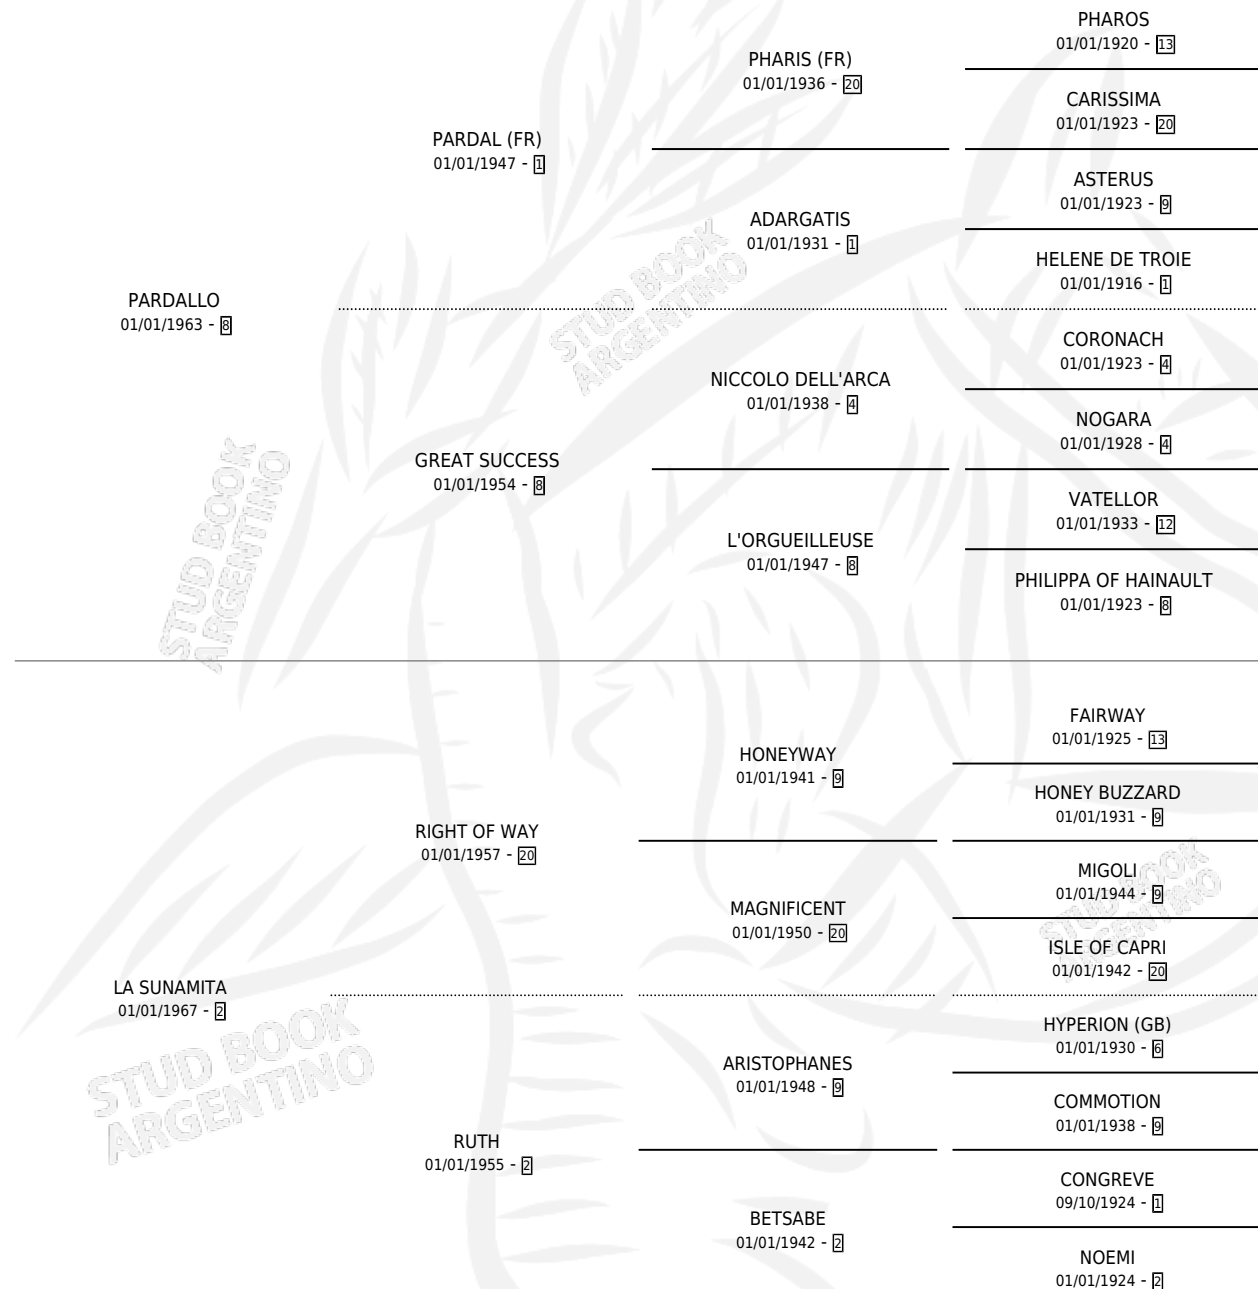 PHAROS
01/01/1920 - 13
PHARIS (FR)
01/01/1936 - 20
CARISSIMA
01/01/1923 - 20
PARDAL (FR)
01/01/1947 - 1
ASTERUS
01/01/1923 - 9
ADARGATIS
01/01/1931 - 1
HELENE DE TROIE
01/01/1916 - 1
PARDALLO
01/01/1963 - 8
CORONACH
01/01/1923 - 4
NICCOLO DELL'ARCA
01/01/1938 - 4
NOGARA
01/01/1928 - 4
GREAT SUCCESS
01/01/1954 - 8
VATELLOR
01/01/1933 - 12
L'ORGUEILLEUSE
01/01/1947 - 8
PHILIPPA OF HAINAULT
01/01/1923 - 8
FAIRWAY
01/01/1925 - 13
HONEYWAY
01/01/1941 - 9
HONEY BUZZARD
01/01/1931 - 9
RIGHT OF WAY
01/01/1957 - 20
MIGOLI
01/01/1944 - 9
MAGNIFICENT
01/01/1950 - 20
ISLE OF CAPRI
01/01/1942 - 20
LA SUNAMITA
01/01/1967 - 2
HYPERION (GB)
01/01/1930 - 6
ARISTOPHANES
01/01/1948 - 9
COMMOTION
01/01/1938 - 9
RUTH
01/01/1955 - 2
CONGREVE
09/10/1924 - 1
BETSABE
01/01/1942 - 2
NOEMI
01/01/1924 - 2
STUD BOOK
ARGENTINO
STUD BOOK
ARGENTINO
STUD BOOK
ARGENTINO
STUD BOOK
ARGENTINO